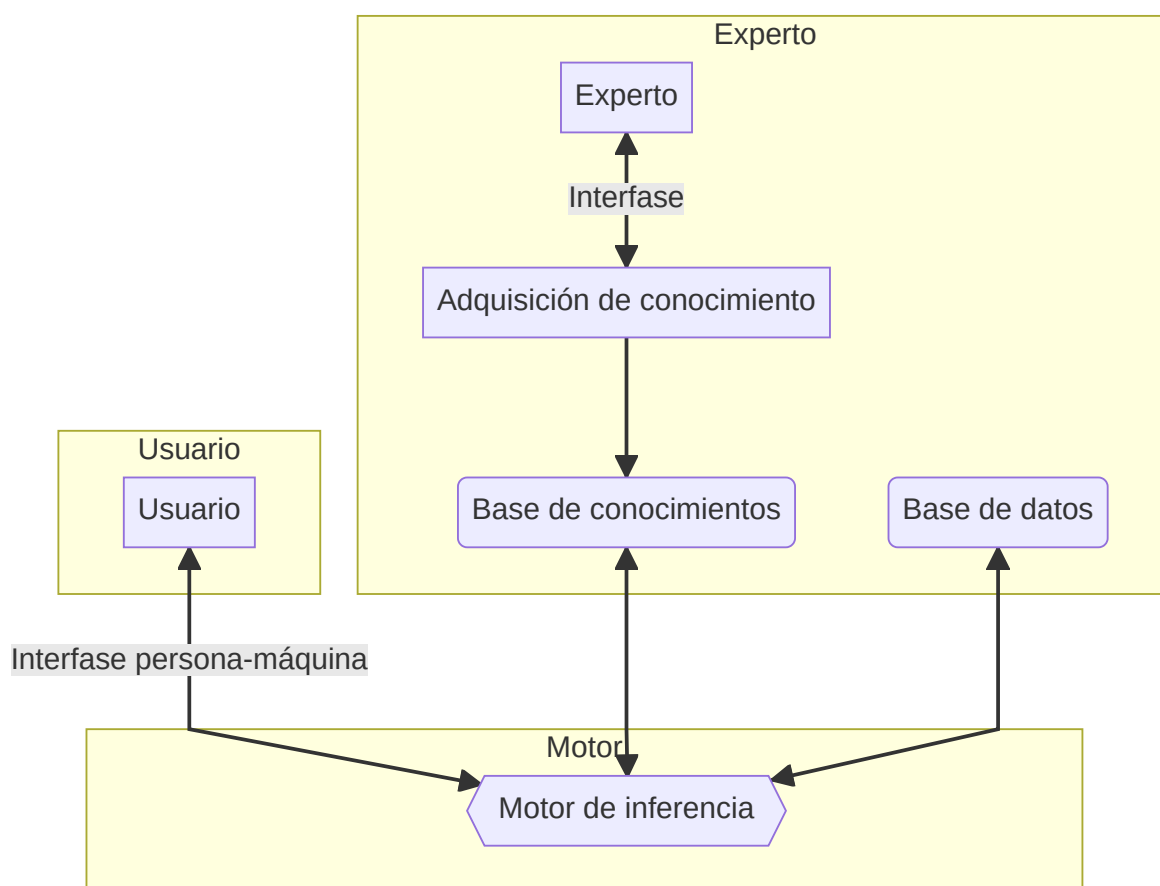 Experto
Experto
Interfase
Adquisición de conocimiento
Usuario
Usuario
Base de conocimientos
Base de datos
Interfase persona-máquina
Motor
Motor de inferencia